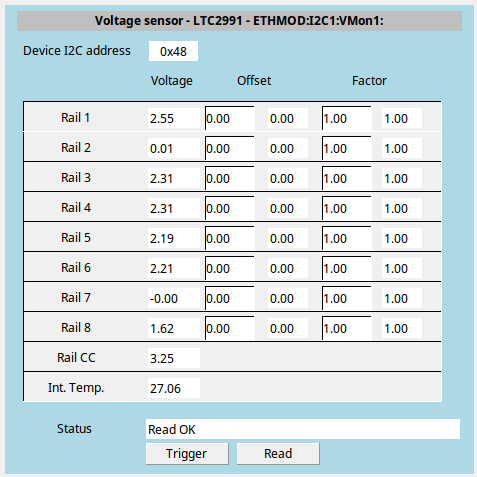 Voltage sensor - LTC2991 - ETHMOD:I2C1:VMon1:
Device I2C address 0x48
Voltage Offset Factor
Rail 1 2.55 0.00 0.00 1.00 1.00
Rail 2 0.01 0.00 0.00 1.00 1.00
Rail 3 2.31 0.00 0.00 1.00 1.00
Rail 4 2.31 0.00 0.00 1.00 1.00
Rail 5 2.19 0.00 0.00 1.00 1.00
Rail 6 2.21 0.00 0.00 1.00 1.00
Rail 7 -0.00 0.00 0.00 1.00 1.00
Rail 8 1.62 0.00 0.00 1.00 1.00
Rail CC 3.25
Int. Temp. 27.06
Status Read OK
Trigger Read